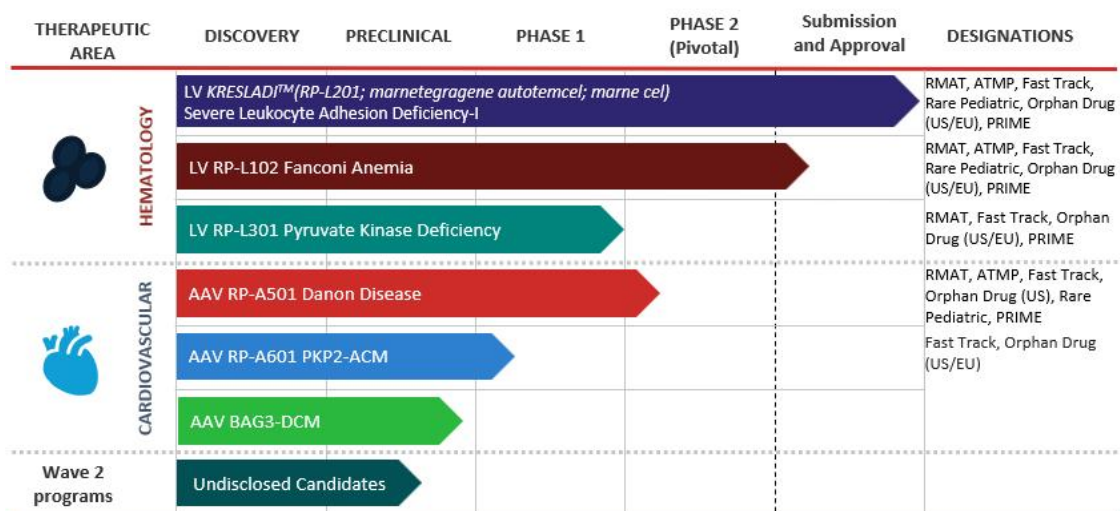 THERAPEUTIC
AREA
DISCOVERY
PRECLINICAL
PHASE 1
PHASE 2
(Pivotal)
Submission
and Approval
DESIGNATIONS
HEMATOLOGY
LV KRESLADI™(RP-L201; marnetegragene autotemcel; marne cel)
Severe Leukocyte Adhesion Deficiency-I
RMAT, ATMP, Fast Track,
Rare Pediatric, Orphan Drug
(US/EU), PRIME
LV RP-L102 Fanconi Anemia
RMAT, ATMP, Fast Track,
Rare Pediatric, Orphan Drug
(US/EU), PRIME
LV RP-L301 Pyruvate Kinase Deficiency
RMAT, Fast Track, Orphan
Drug (US/EU), PRIME
CARDIOVASCULAR
AAV RP-A501 Danon Disease
RMAT, ATMP, Fast Track,
Orphan Drug (US), Rare
Pediatric, PRIME
AAV RP-A601 PKP2-ACM
Fast Track, Orphan Drug
(US/EU)
AAV BAG3-DCM
Wave 2
programs
Undisclosed Candidates